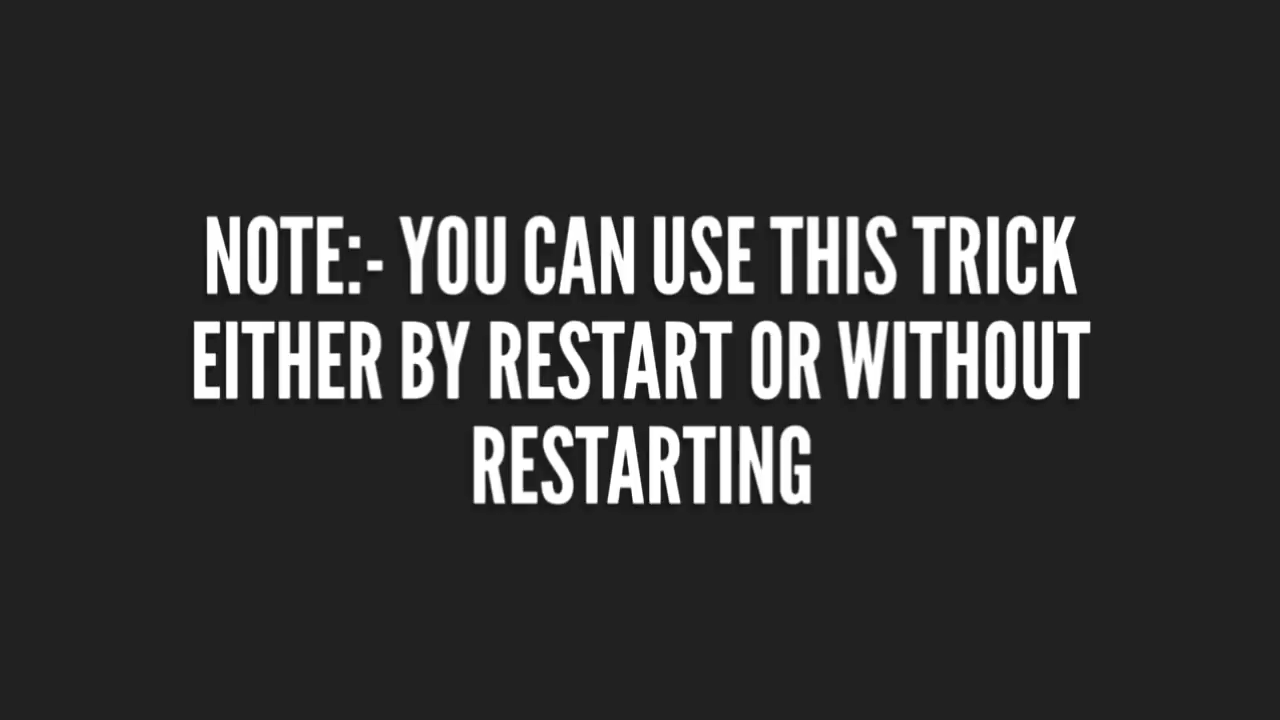 NOTE:- YOU CAN USE THIS TRICK
EITHER BY RESTART OR WITHOUT
RESTARTING